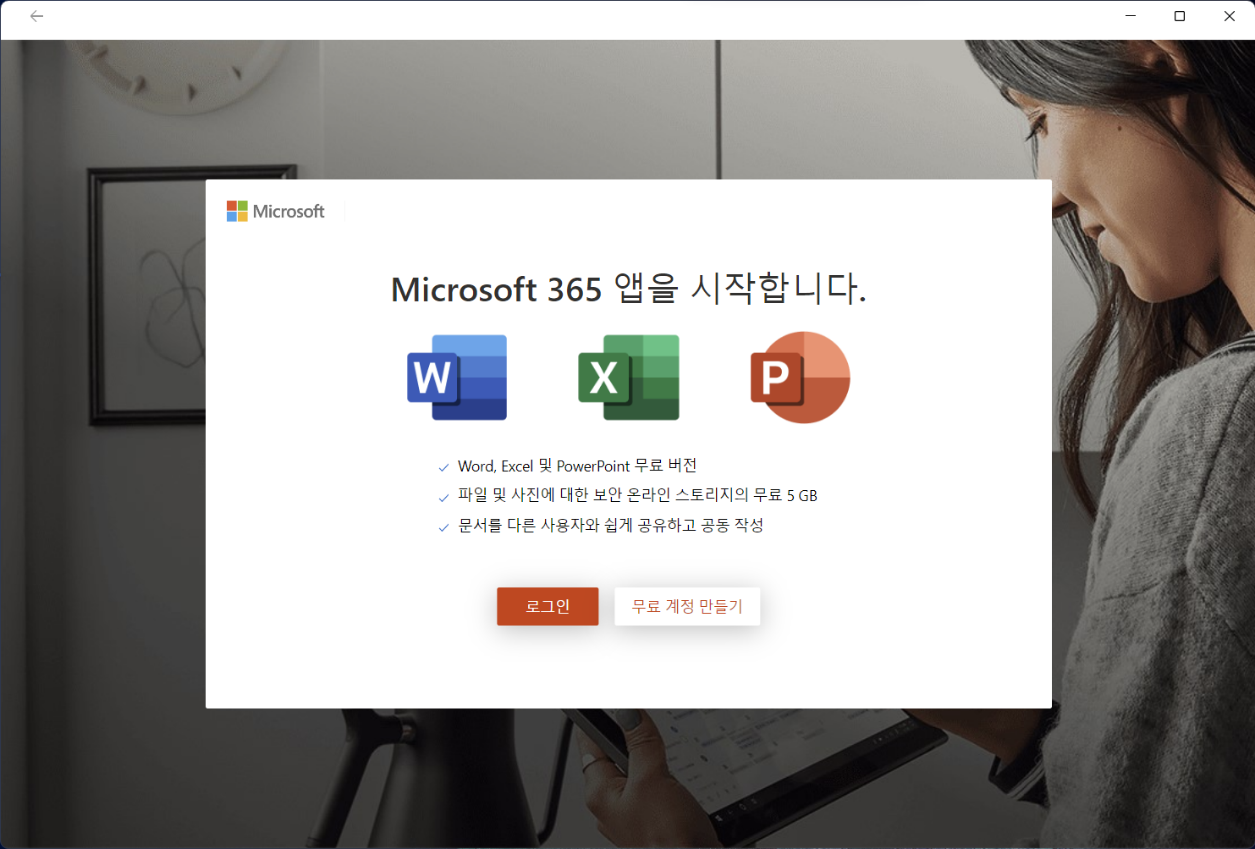 Microsoft
Microsoft 365 앱을 시작합니다.
W
X
P
Word, Excel 및 PowerPoint 무료 버전
파일 및 사진에 대한 보안 온라인 스토리지의 무료 5 GB
문서를 다른 사용자와 쉽게 공유하고 공동 작성
로그인
무료 계정 만들기